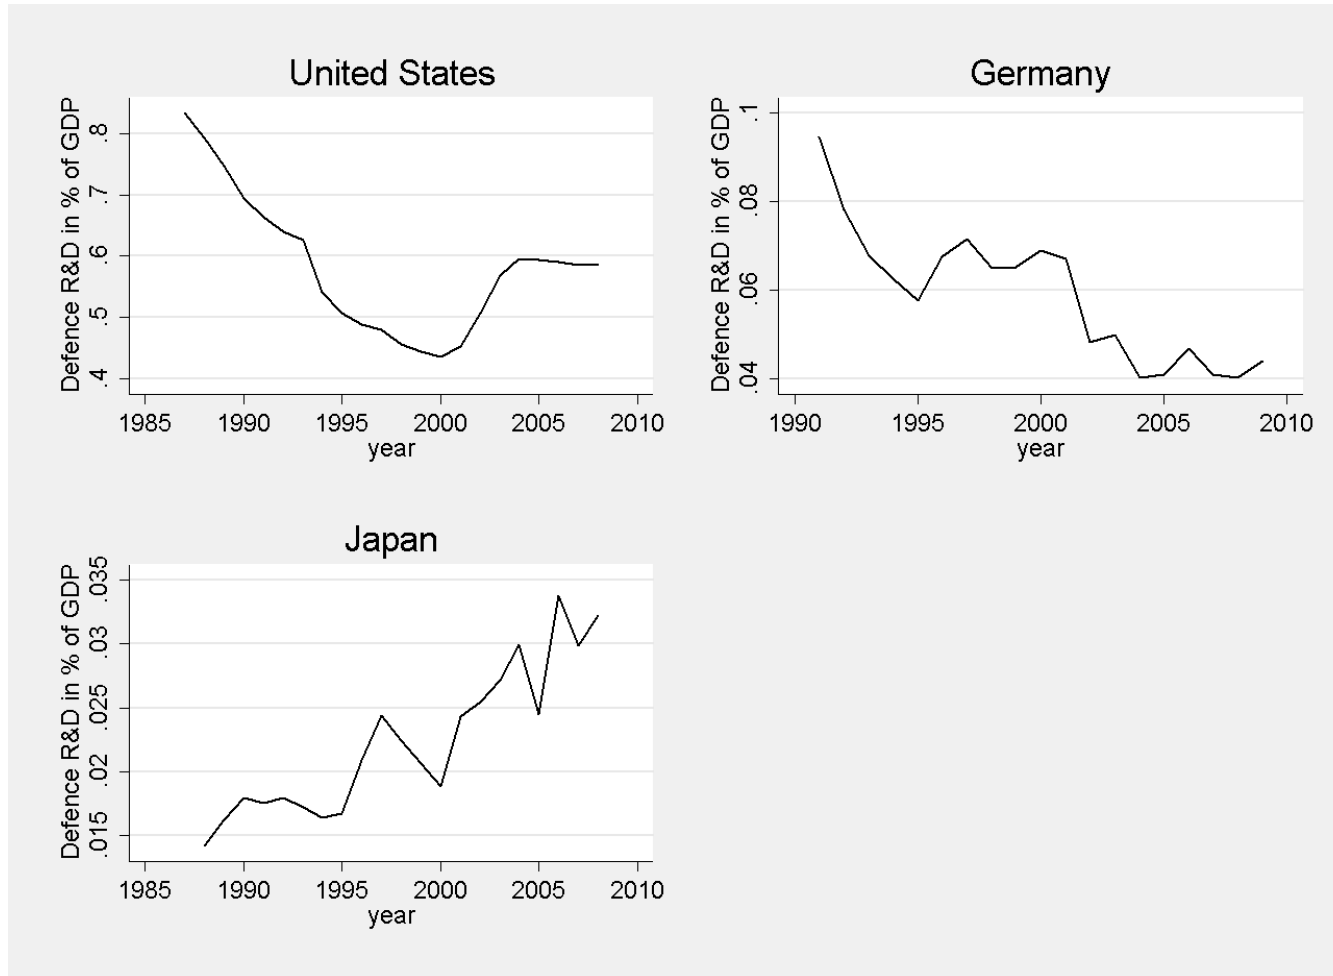 United States
Defence R&D in % of GDP
.8
.7
.6
.5
.4
1985 1990 1995 2000 2005 2010
year
Germany
Defence R&D in % of GDP
.1
.08
.06
.04
1990 1995 2000 2005 2010
year
Japan
Defence R&D in % of GDP
.035
.03
.025
.02
.015
1985 1990 1995 2000 2005 2010
year